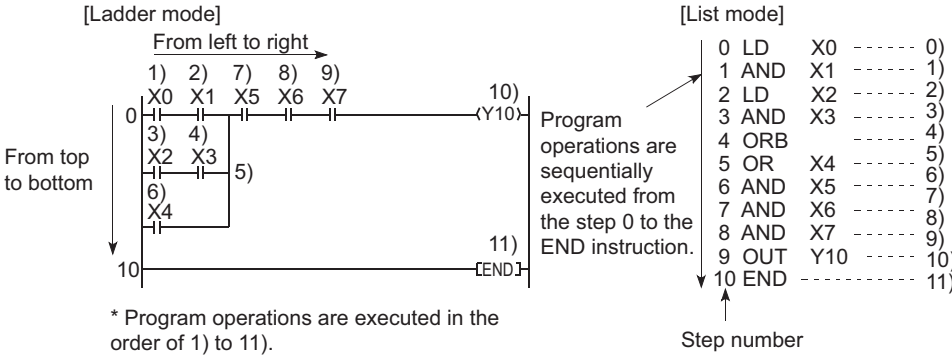 [Ladder mode]
From left to right
1) 2) 7) 8) 9)
X0 X1 X5 X6 X7
10)
0
Y10
3) 4)
X2 X3
5)
6)
X4
From top
to bottom
11)
10
END
* Program operations are executed in the
order of 1) to 11).
[List mode]
Program
operations are
sequentially
executed from
the step 0 to the
END instruction.
0 LD X0 ------ 0)
1 AND X1 ------ 1)
2 LD X2 ------ 2)
3 AND X3 ------ 3)
4 ORB 4)
5 OR X4 ------ 5)
6 AND X5 ------ 6)
7 AND X6 ------ 7)
8 AND X7 ------ 8)
9 OUT Y10 ------ 9)
10)
10 END ------------ 11)
Step number